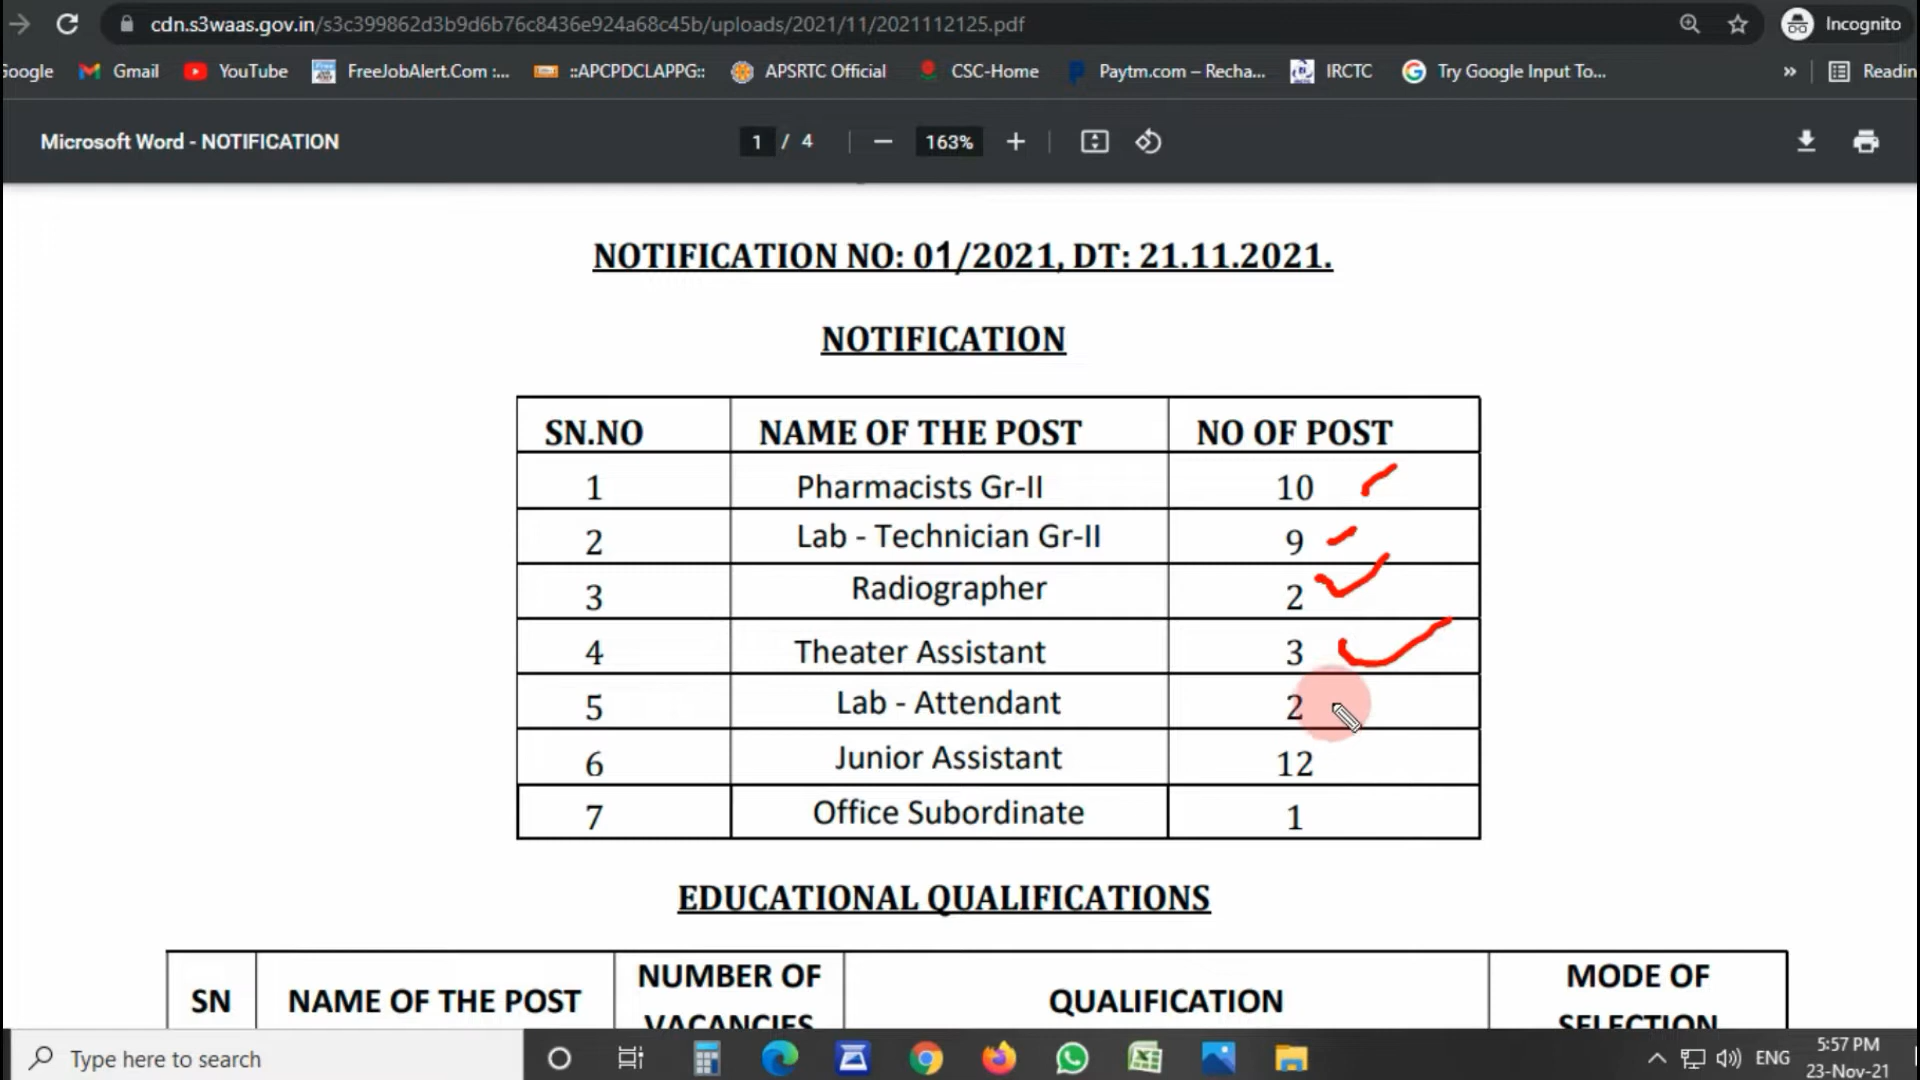 cdn.s3waas.gov.in/s3c399862d3b9d6b76c8436e924a68c45b/uploads/2021/11/2021112125.pdf Incognito
Google Gmail YouTube FreeJobAlert.Com :... ::APCPDCLAPPG:: APSRTC Official CSC-Home Paytm.com – Recha... IRCTC Try Google Input To... » Readin
Microsoft Word - NOTIFICATION 1 / 4 − 163% +
NOTIFICATION NO: 01/2021, DT: 21.11.2021.
NOTIFICATION
SN.NO NAME OF THE POST NO OF POST
1 Pharmacists Gr-II 10
2 Lab - Technician Gr-II 9
3 Radiographer 2
4 Theater Assistant 3
5 Lab - Attendant 2
6 Junior Assistant 12
7 Office Subordinate 1
EDUCATIONAL QUALIFICATIONS
SN NAME OF THE POST NUMBER OF VACANCIES QUALIFICATION MODE OF SELECTION
Type here to search ENG 5:57 PM
23-Nov-21